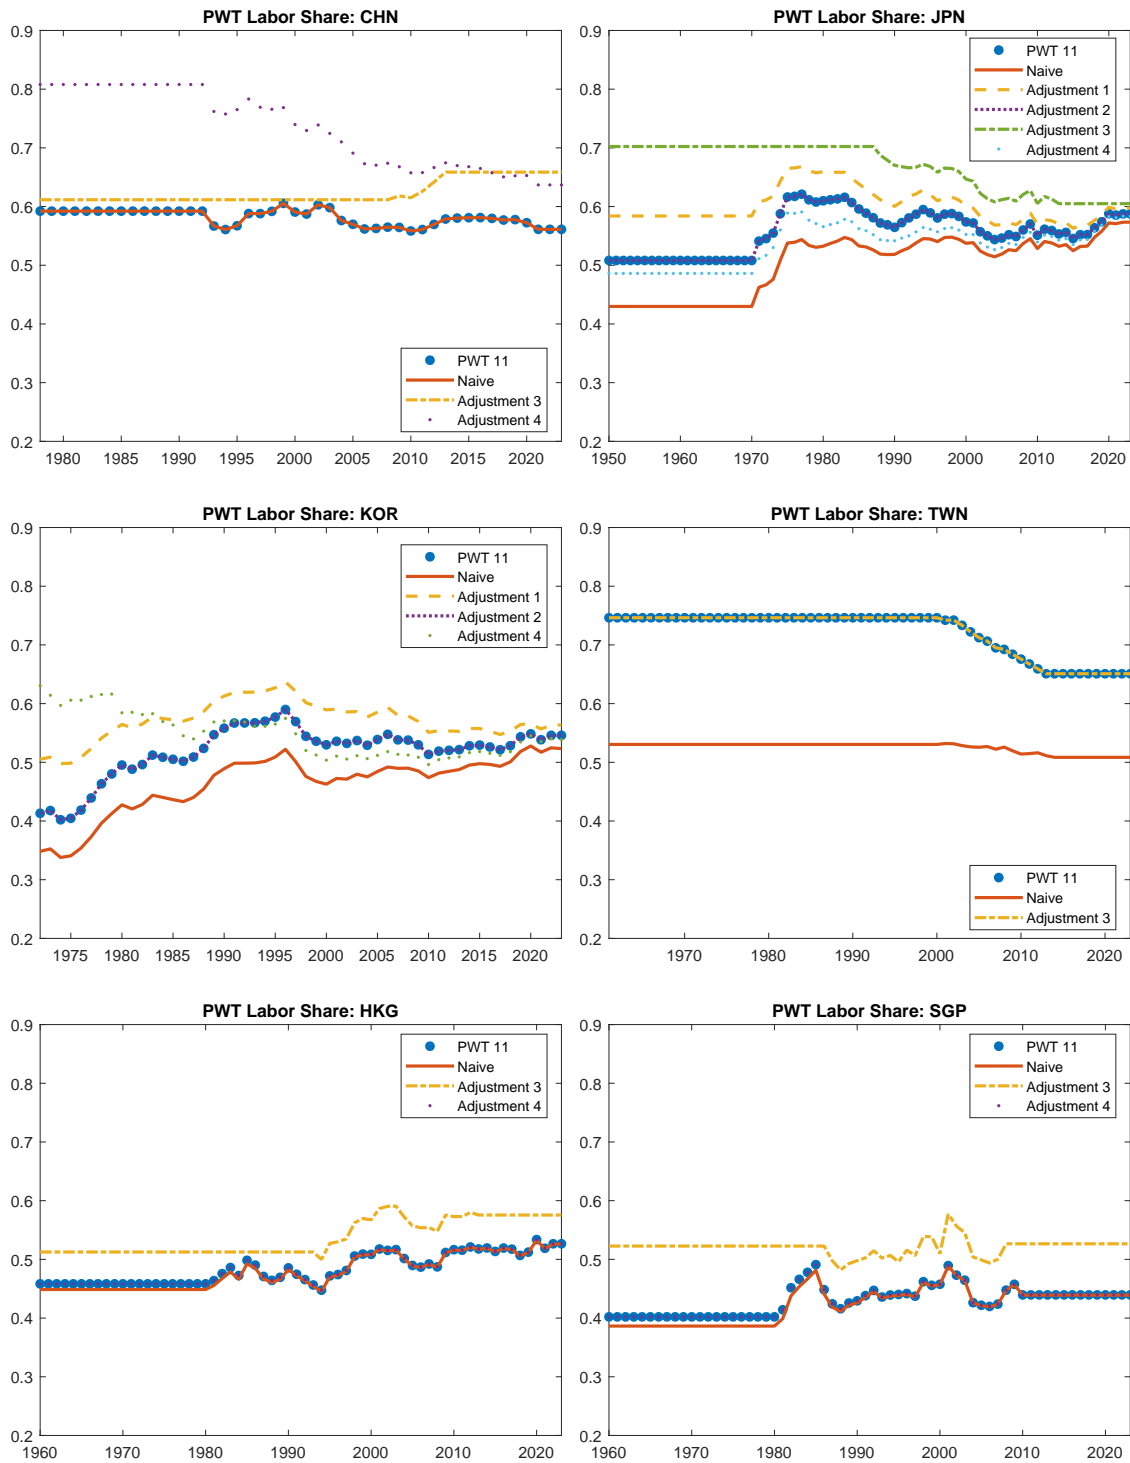 PWT Labor Share: CHN
0.9
0.8
0.7
0.6
0.5
0.4
0.3
0.2
PWT 11
Naive
Adjustment 3
Adjustment 4
1980 1985 1990 1995 2000 2005 2010 2015 2020
PWT Labor Share: JPN
0.9
0.8
0.7
0.6
0.5
0.4
0.3
0.2
PWT 11
Naive
Adjustment 1
Adjustment 2
Adjustment 3
Adjustment 4
1950 1960 1970 1980 1990 2000 2010 2020
PWT Labor Share: KOR
0.9
0.8
0.7
0.6
0.5
0.4
0.3
0.2
PWT 11
Naive
Adjustment 1
Adjustment 2
Adjustment 4
1975 1980 1985 1990 1995 2000 2005 2010 2015 2020
PWT Labor Share: TWN
0.9
0.8
0.7
0.6
0.5
0.4
0.3
0.2
PWT 11
Naive
Adjustment 3
1970 1980 1990 2000 2010 2020
PWT Labor Share: HKG
0.9
0.8
0.7
0.6
0.5
0.4
0.3
0.2
PWT 11
Naive
Adjustment 3
Adjustment 4
1960 1970 1980 1990 2000 2010 2020
PWT Labor Share: SGP
0.9
0.8
0.7
0.6
0.5
0.4
0.3
0.2
PWT 11
Naive
Adjustment 3
Adjustment 4
1960 1970 1980 1990 2000 2010 2020